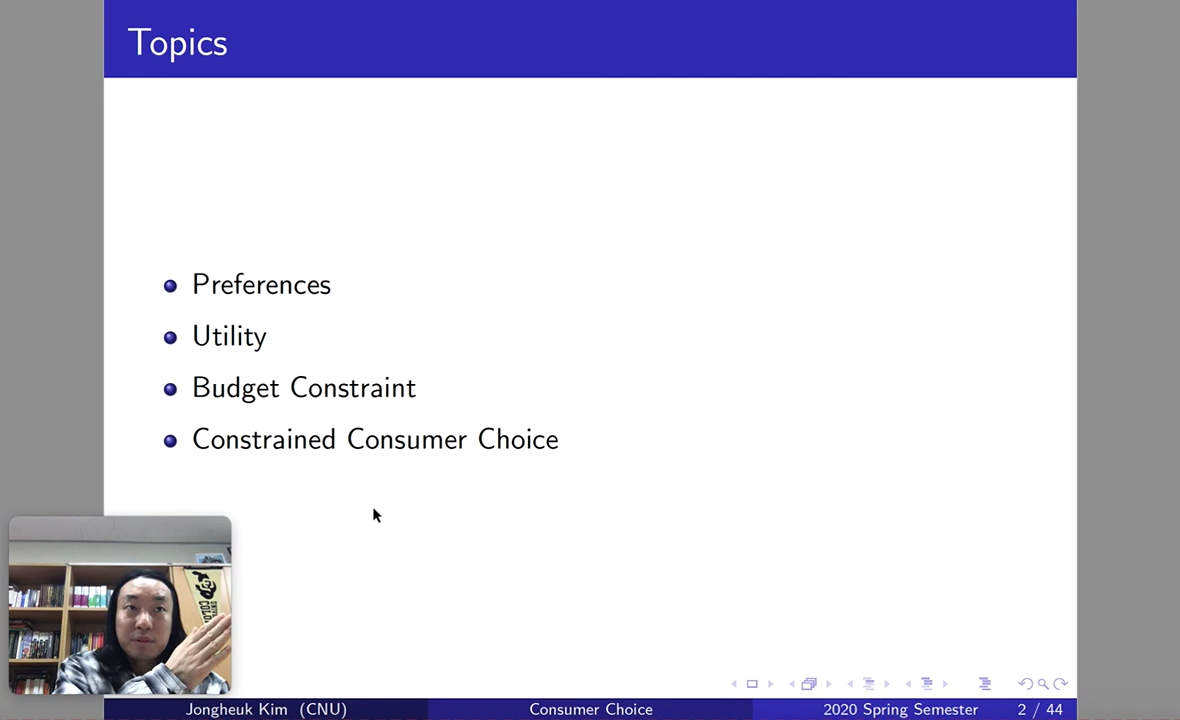 Topics
Preferences
Utility
Budget Constraint
Constrained Consumer Choice
Jongheuk Kim (CNU) Consumer Choice 2020 Spring Semester 2 / 44